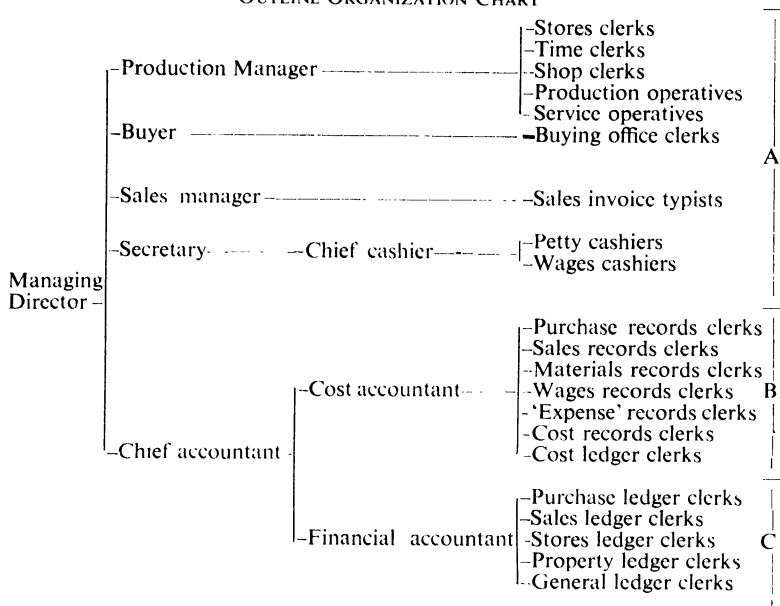 OUTLINE ORGANIZATION CHART
Stores clerks
Time clerks
Production Manager
Shop clerks
Production operatives
Service operatives
Buyer
Buying office clerks
A
Sales manager
Sales invoice typists
Secretary
Chief cashier
Petty cashiers
Wages cashiers
Managing
Director
Purchase records clerks
Sales records clerks
Materials records clerks
Cost accountant
Wages records clerks
B
'Expense' records clerks
Cost records clerks
Chief accountant
Cost ledger clerks
Purchase ledger clerks
Sales ledger clerks
Financial accountant
Stores ledger clerks
C
Property ledger clerks
General ledger clerks